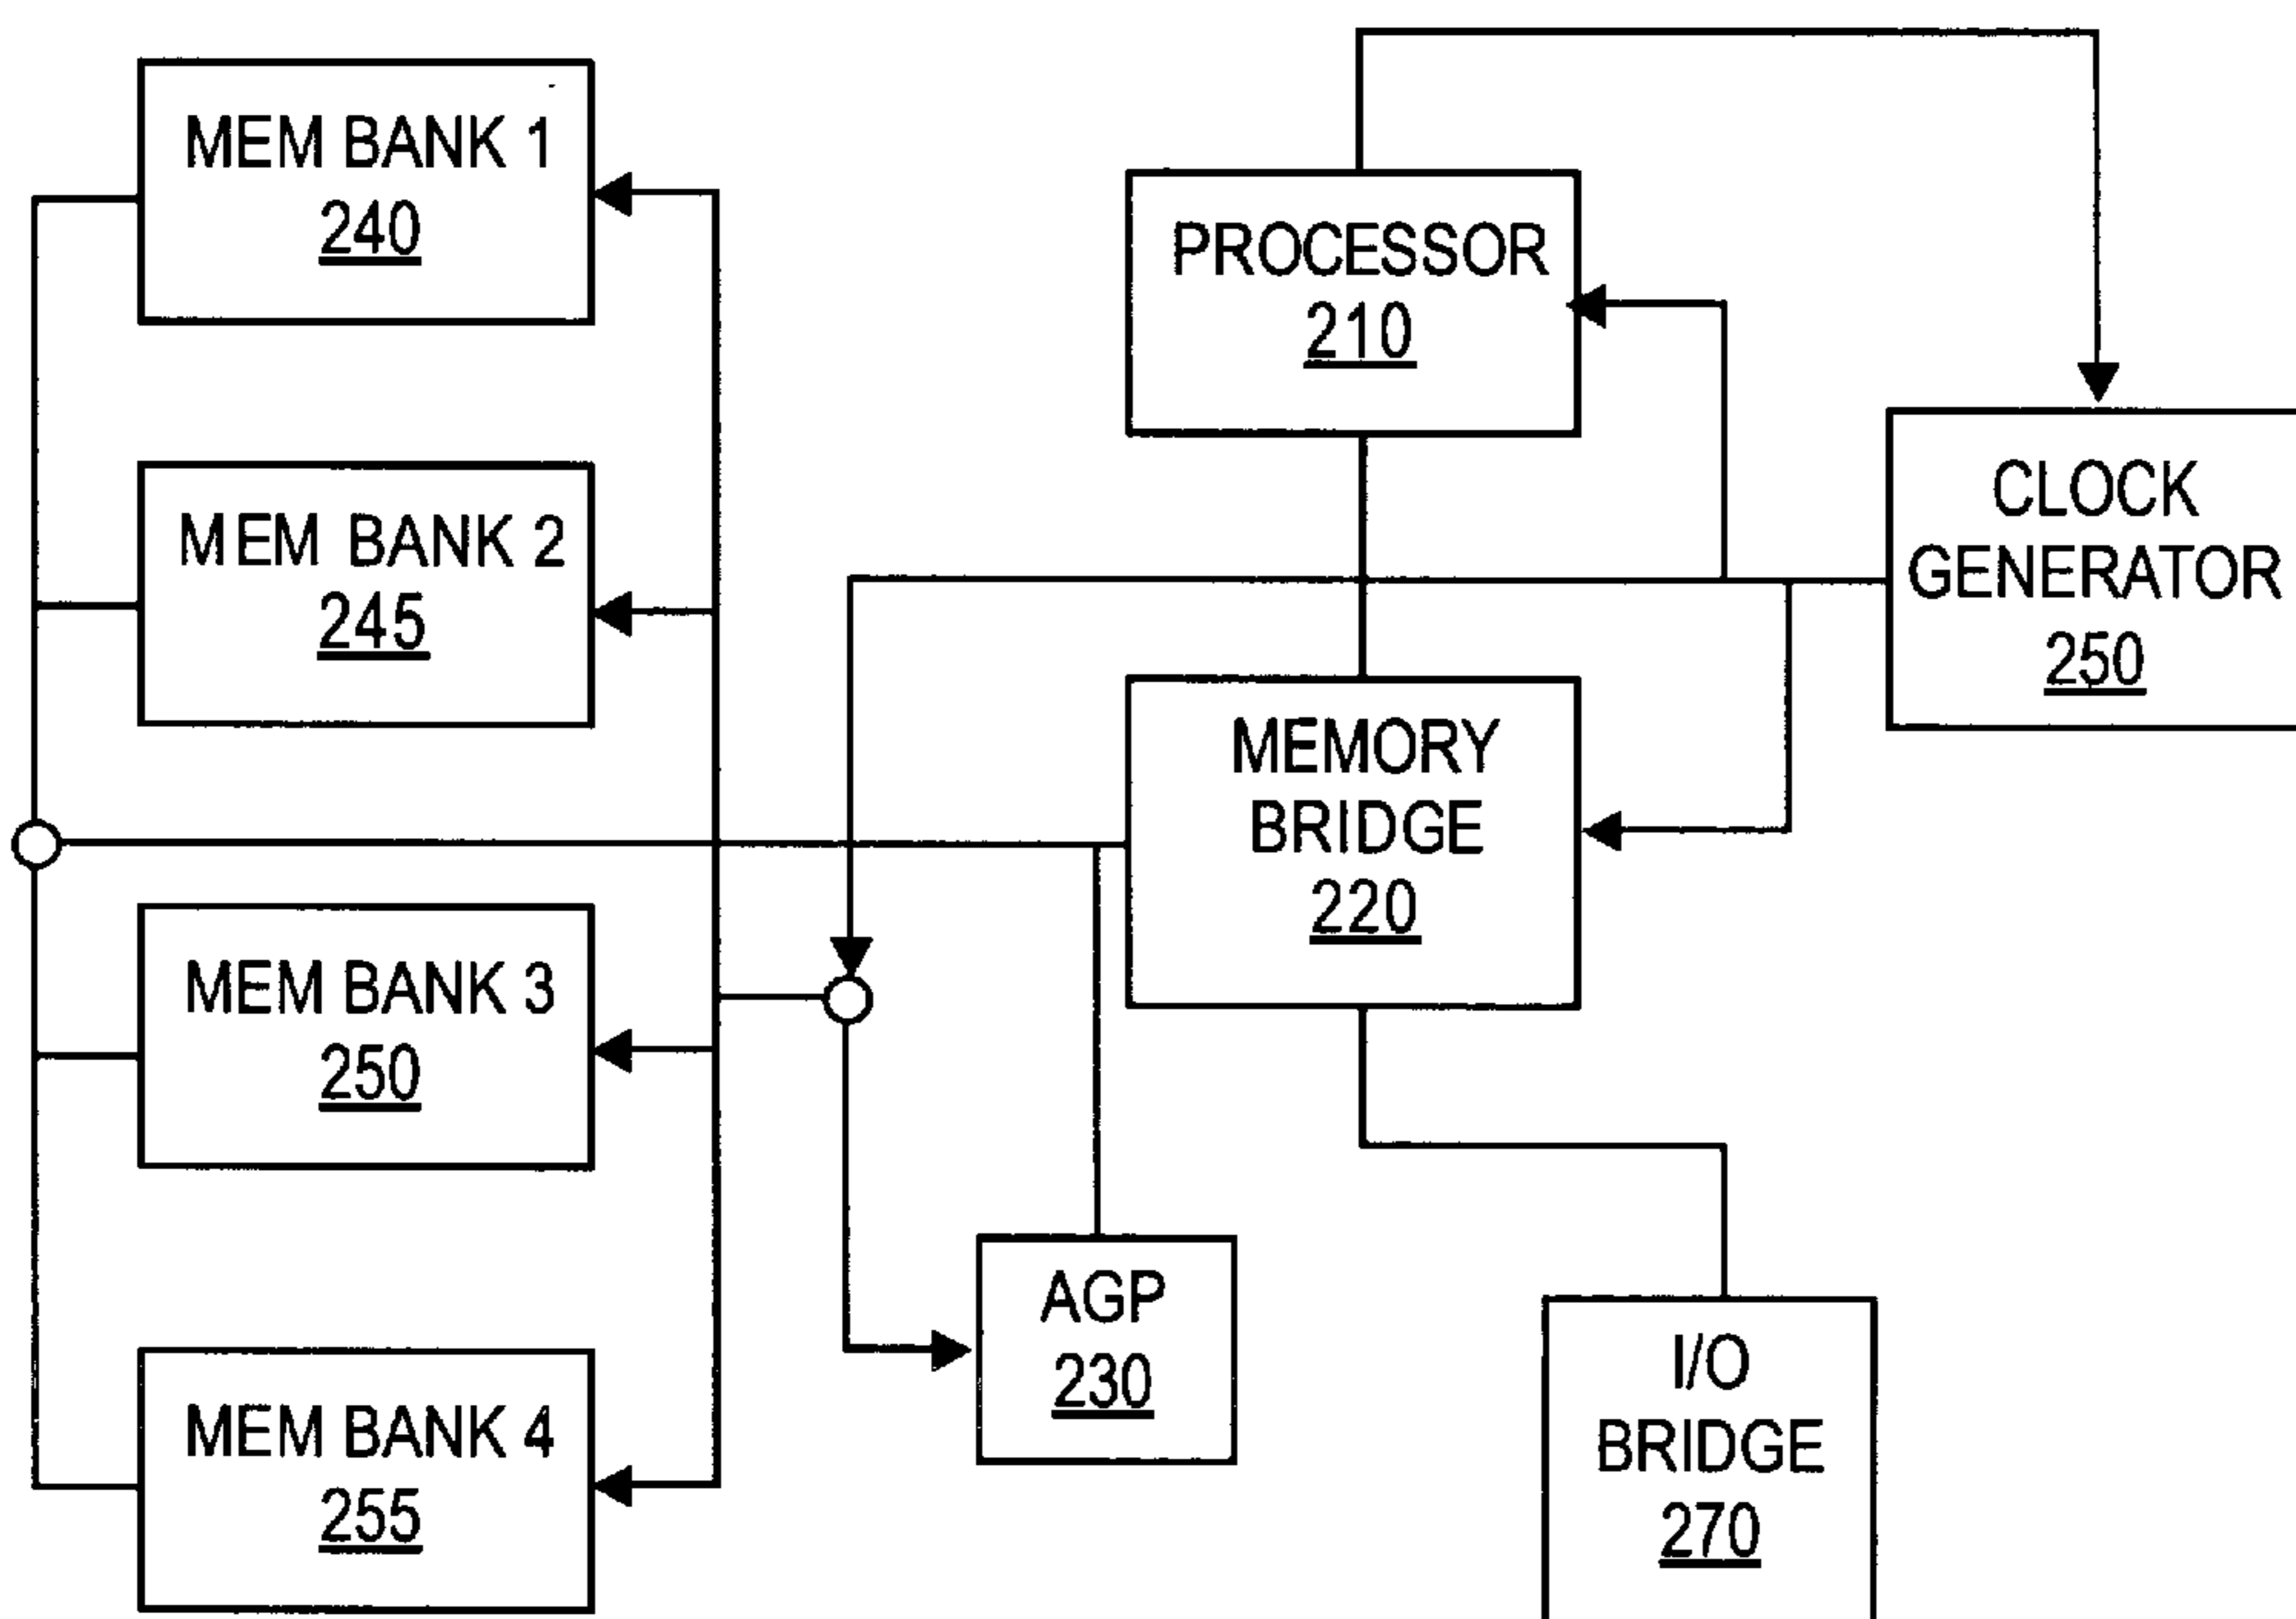 MEM BANK 1
240
MEM BANK 2
245
MEM BANK 3
250
MEM BANK 4
255
PROCESSOR
210
MEMORY
BRIDGE
220
AGP
230
CLOCK
GENERATOR
250
I/O
BRIDGE
270